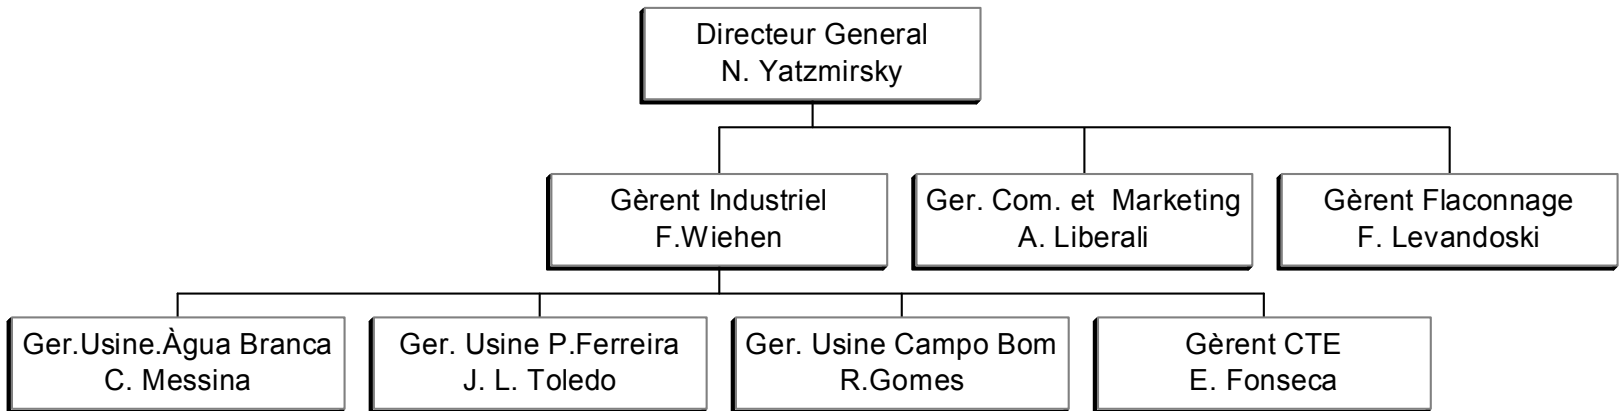 Directeur General
N. Yatzmirsky
Gèrent Industriel
F.Wiehen
Ger. Com. et  Marketing
A. Liberali
Gèrent Flaconnage
F. Levandoski
Ger.Usine.Àgua Branca
C. Messina
Ger. Usine P.Ferreira
J. L. Toledo
Ger. Usine Campo Bom
R.Gomes
Gèrent CTE
E. Fonseca